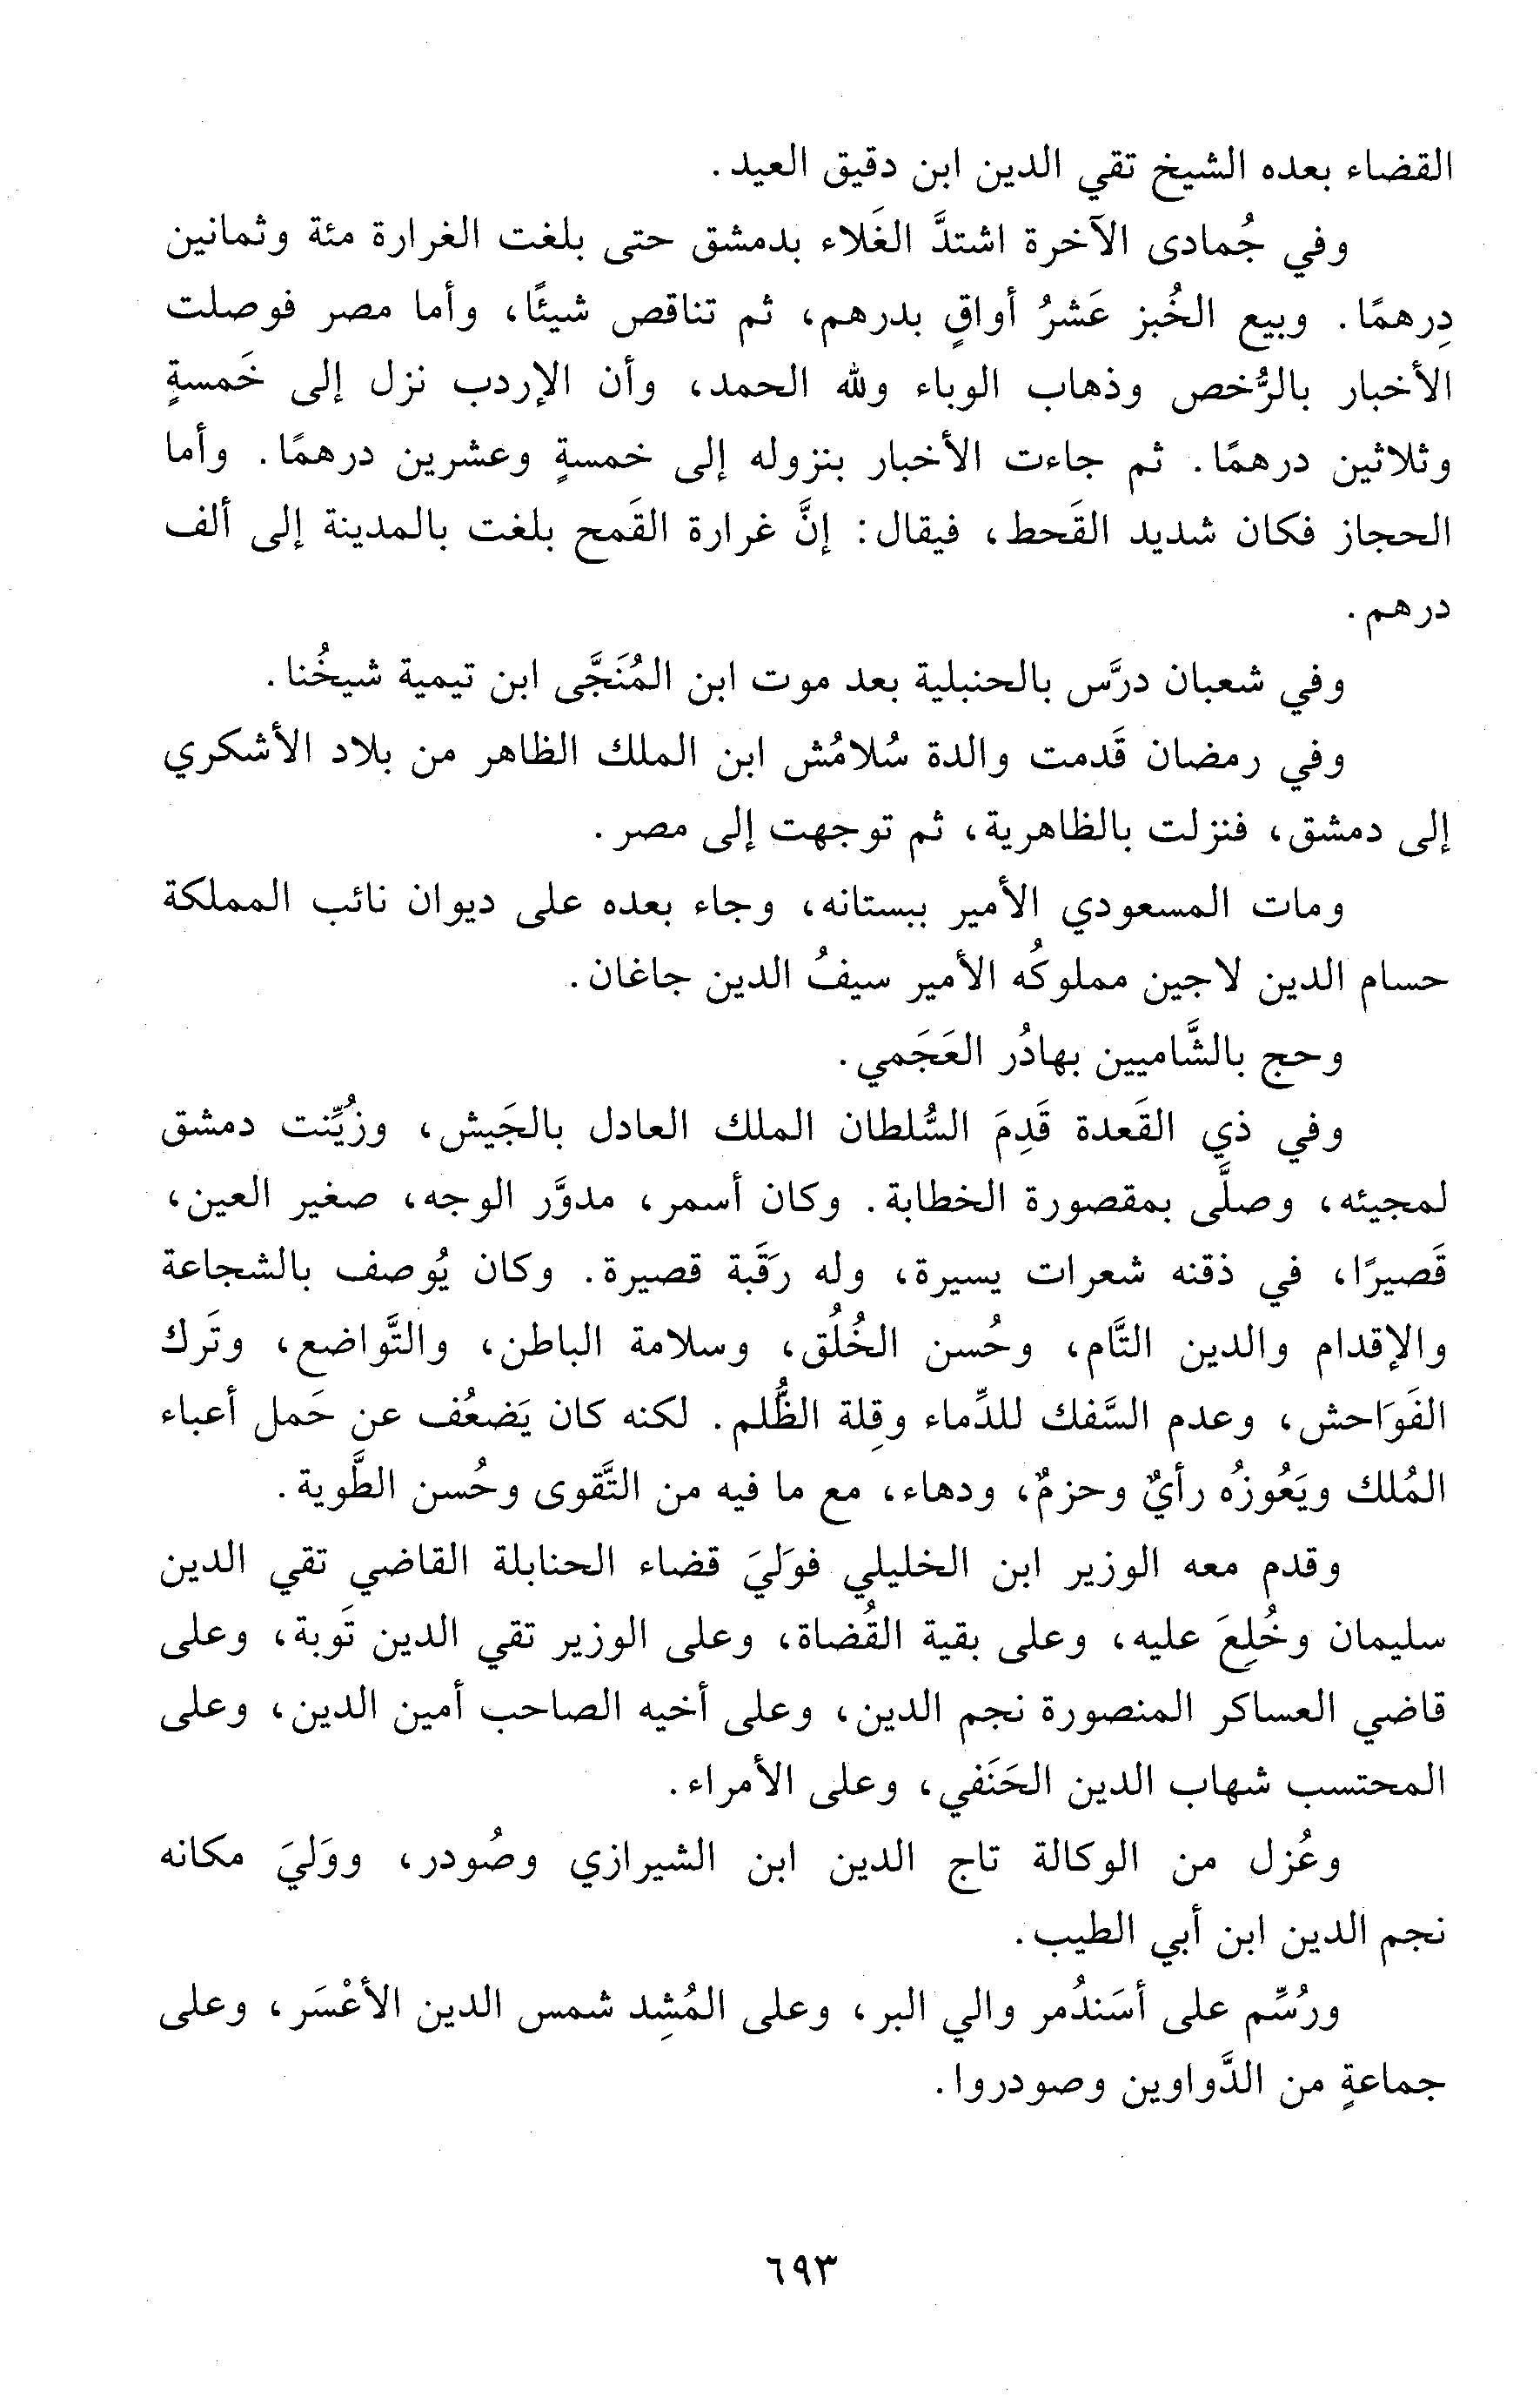 القضاء بعده الشيخ تقي الدين ابن دقيق العيد.
وفي جُمادى الآخرة اشتدَّ الغَلاء بدمشق حتى بلغت الغرارة مئة وثمانين
دِرهمًا. وبيع الخُبز عَشرُ أواقٍ بدرهم، ثم تناقص شيئًا، وأما مصر فوصلت
الأخبار بالرُّخص وذهاب الوباء ولله الحمد، وأن الإردب نزل إلى خَمسةٍ
وثلاثين درهمًا. ثم جاءت الأخبار بنزوله إلى خمسةٍ وعشرين درهمًا. وأما
الحجاز فكان شديد القَحط، فيقال: إنَّ غرارة القَمح بلغت بالمدينة إلى ألف
درهم.
وفي شعبان درَّس بالحنبلية بعد موت ابن المُنَجَّى ابن تيمية شيخُنا.
وفي رمضان قَدمت والدة سُلامُش ابن الملك الظاهر من بلاد الأشكري
إلى دمشق، فنزلت بالظاهرية، ثم توجهت إلى مصر.
ومات المسعودي الأمير ببستانه، وجاء بعده على ديوان نائب المملكة
حسام الدين لاجين مملوكُه الأمير سيفُ الدين جاغان.
وحج بالشَّاميين بهادُر العَجَمي.
وفي ذي القَعدة قَدِمَ السُّلطان الملك العادل بالجَيش، وزُيِّنت دمشق
لمجيئه، وصلَّى بمقصورة الخطابة. وكان أسمر، مدوَّر الوجه، صغير العين،
قَصيرًا، في ذقنه شعرات يسيرة، وله رَقَبة قصيرة. وكان يُوصف بالشجاعة
والإقدام والدين التَّام، وحُسن الخُلُق، وسلامة الباطن، والتَّواضع، وتَرك
الفَوَاحش، وعدم السَّفك للدِّماء وقِلة الظُّلم. لكنه كان يَضعُف عن حَمل أعباء
المُلك ويَعُوزُه رأيٌ وحزمٌ، ودهاء، مع ما فيه من التَّقوى وحُسن الطَّوية.
وقدم معه الوزير ابن الخليلي فوَليَ قضاء الحنابلة القاضي تقي الدين
سليمان وخُلِعَ عليه، وعلى بقية القُضاة، وعلى الوزير تقي الدين تَوبة، وعلى
قاضي العساكر المنصورة نجم الدين، وعلى أخيه الصاحب أمين الدين، وعلى
المحتسب شهاب الدين الحَنَفي، وعلى الأمراء.
وعُزل من الوكالة تاج الدين ابن الشيرازي وصُودر، ووَليَ مكانه
نجم الدين ابن أبي الطيب.
ورُسِّم على أسَندُمر والي البر، وعلى المُشِد شمس الدين الأعْسَر، وعلى
جماعةٍ من الدَّواوين وصودروا.
٦٩٣